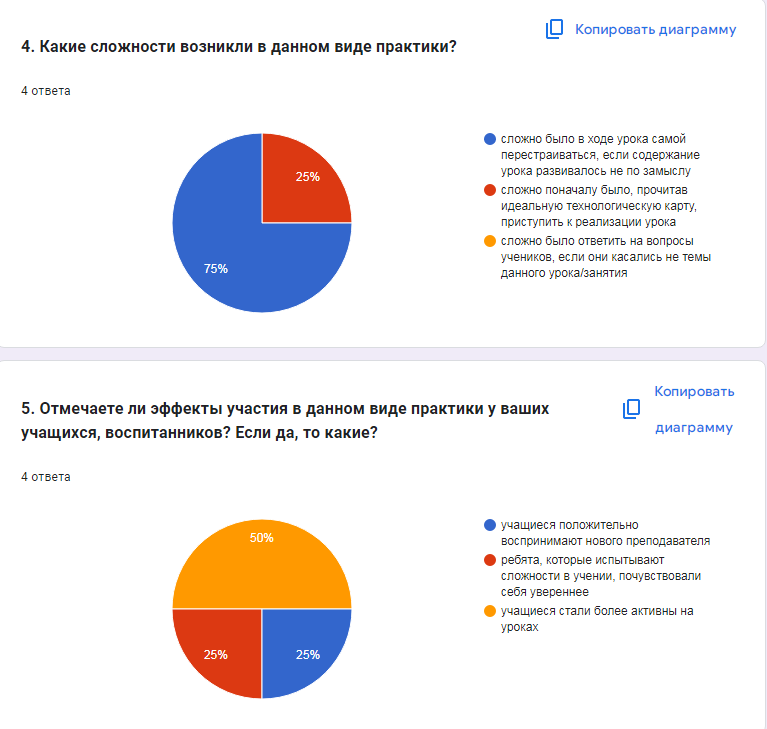 Копировать диаграмму
4. Какие сложности возникли в данном виде практики?
4 ответа
сложно было в ходе урока самой
перестраиваться, если содержание
урока развивалось не по замыслу
сложно поначалу было, прочитав
идеальную технологическую карту,
приступить к реализации урока
сложно было ответить на вопросы
учеников, если они касались не темы
данного урока/занятия
25%
75%
Копировать
диаграмму
5. Отмечаете ли эффекты участия в данном виде практики у ваших
учащихся, воспитанников? Если да, то какие?
4 ответа
учащиеся положительно
воспринимают нового преподавателя
ребята, которые испытывают
сложности в учении, почувствовали
себя увереннее
учащиеся стали более активны на
уроках
50%
25%
25%